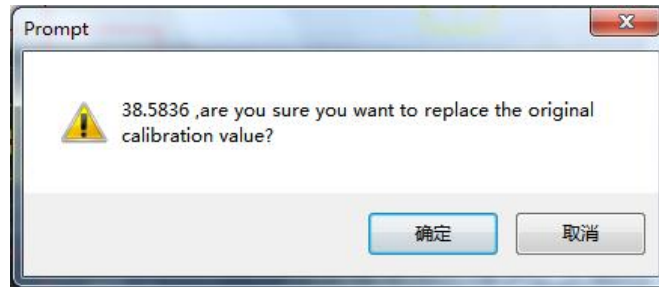 Prompt
38.5836 ,are you sure you want to replace the original
calibration value?
确定
取消